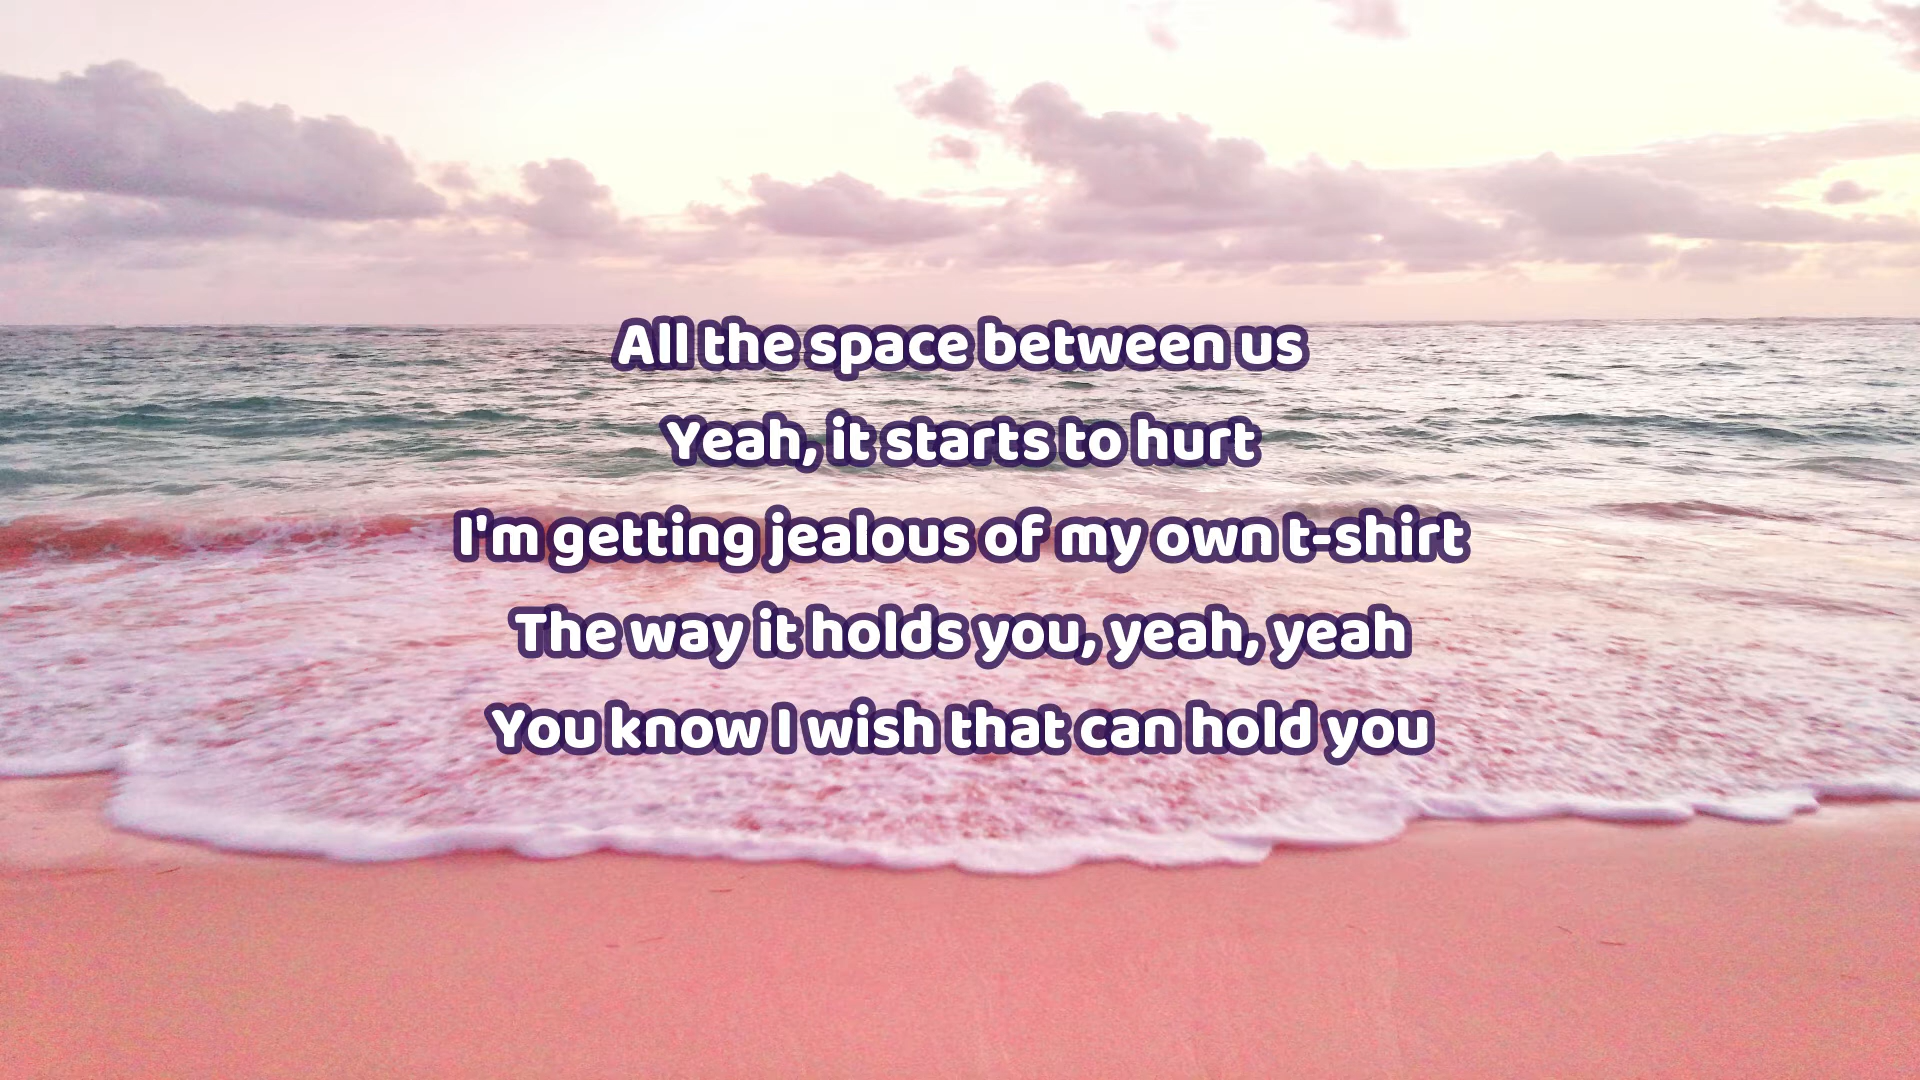 All the space between us
Yeah, it starts to hurt
I'm getting jealous of my own t-shirt
The way it holds you, yeah, yeah
You know I wish that can hold you